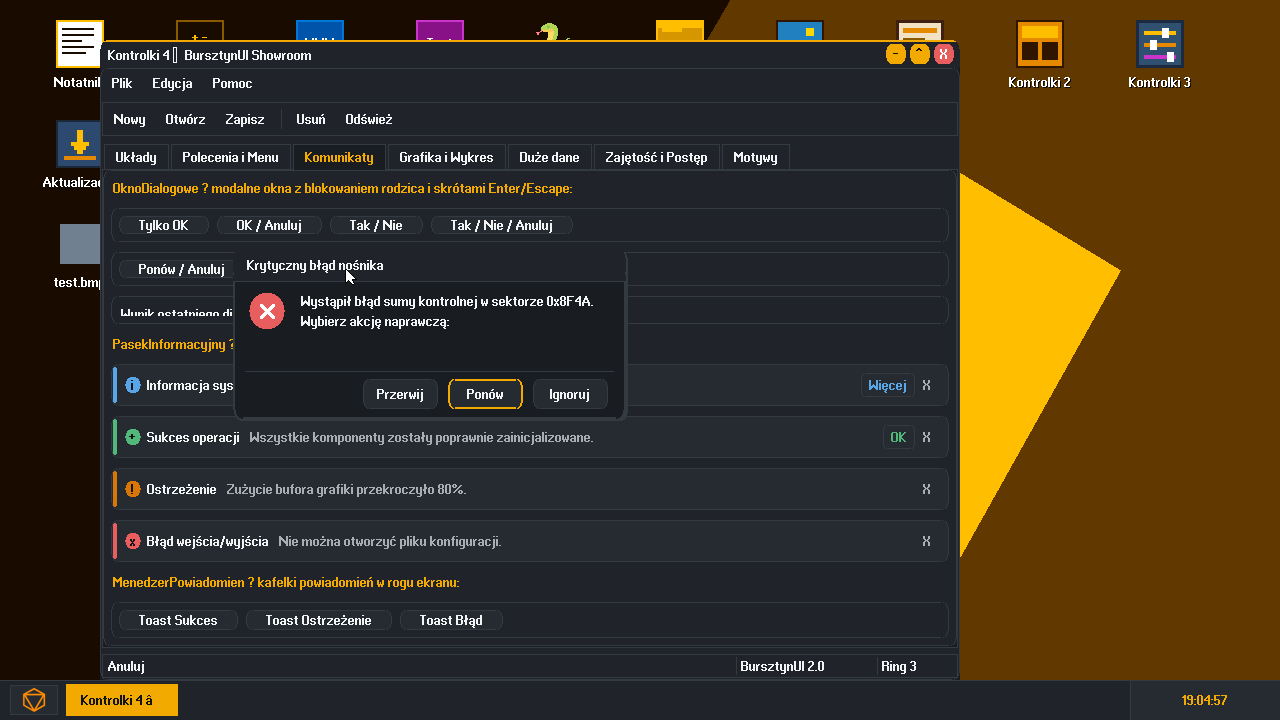 Kontrolki 4▯ BursztynUI Showroom
Plik Edycja Pomoc
Nowy Otwórz Zapisz Usuń Odśwież
Układy Polecenia i Menu Komunikaty Grafika i Wykres Duże dane Zajętość i Postęp Motywy
OknoDialogowe ? modalne okna z blokowaniem rodzica i skrótami Enter/Escape:
Tylko OK OK / Anuluj Tak / Nie Tak / Nie / Anuluj
Ponów / Anuluj
Wynik ostatniego di
Krytyczny błąd nośnika
Wystąpił błąd sumy kontrolnej w sektorze 0x8F4A.
Wybierz akcję naprawczą:
Przerwij Ponów Ignoruj
PasekInformacyjny ?
Informacja sys Więcej X
Sukces operacji Wszystkie komponenty zostały poprawnie zainicjalizowane. OK X
Ostrzeżenie Zużycie bufora grafiki przekroczyło 80%. X
Błąd wejścia/wyjścia Nie można otworzyć pliku konfiguracji. X
MenedzerPowiadomien ? kafelki powiadomień w rogu ekranu:
Toast Sukces Toast Ostrzeżenie Toast Błąd
Anuluj BursztynUI 2.0 Ring 3
Notatnik
Aktualizac
test.bmp
Kontrolki 2
Kontrolki 3
Kontrolki 4 â
19:04:57